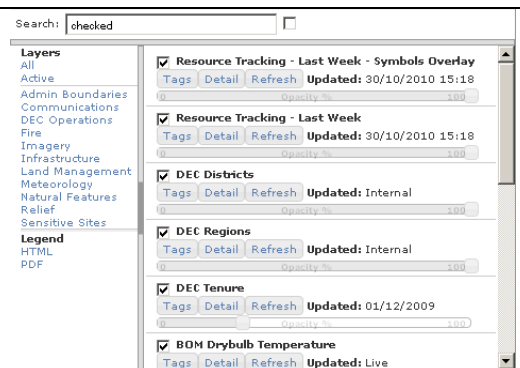 Search: checked
Layers
All
Active
Admin Boundaries
Communications
DEC Operations
Fire
Imagery
Infrastructure
Land Management
Meteorology
Natural Features
Relief
Sensitive Sites
Legend
HTML
PDF
Resource Tracking - Last Week - Symbols Overlay
Tags Detail Refresh Updated: 30/10/2010 15:18
0 Opacity % 100
Resource Tracking - Last Week
Tags Detail Refresh Updated: 30/10/2010 15:18
0 Opacity % 100
DEC Districts
Tags Detail Refresh Updated: Internal
0 Opacity % 100
DEC Regions
Tags Detail Refresh Updated: Internal
0 Opacity % 100
DEC Tenure
Tags Detail Refresh Updated: 01/12/2009
0 Opacity % 100
BOM Drybulb Temperature
Tags Detail Refresh Updated: Live